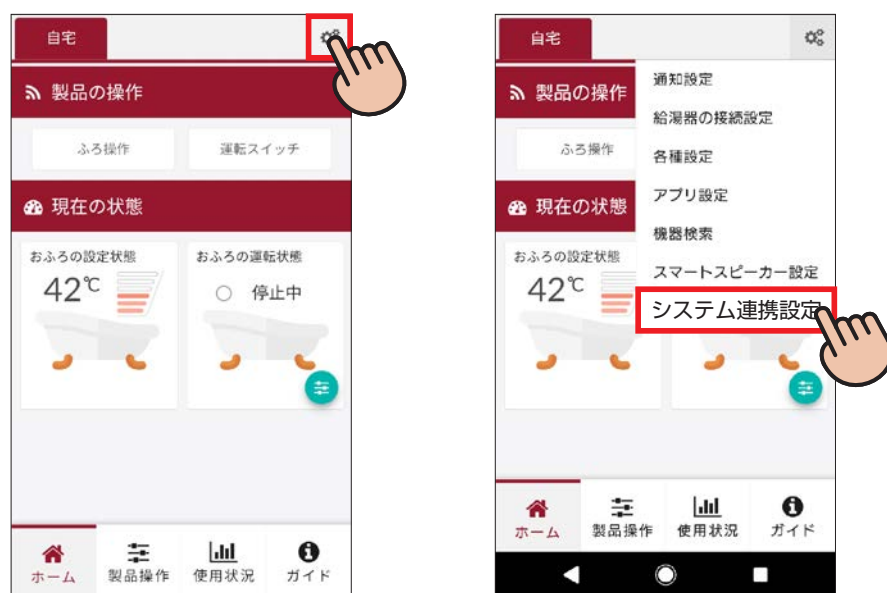 自宅
製品の操作
ふろ操作
運転スイッチ
現在の状態
おふろの設定状態
42℃
おふろの運転状態
停止中
ホーム
製品操作
使用状況
ガイド
自宅
製品の操作
ふろ操作
現在の状態
おふろの設定状態
42℃
通知設定
給湯器の接続設定
各種設定
アプリ設定
機器検索
スマートスピーカー設定
システム連携設定
ホーム
製品操作
使用状況
ガイド